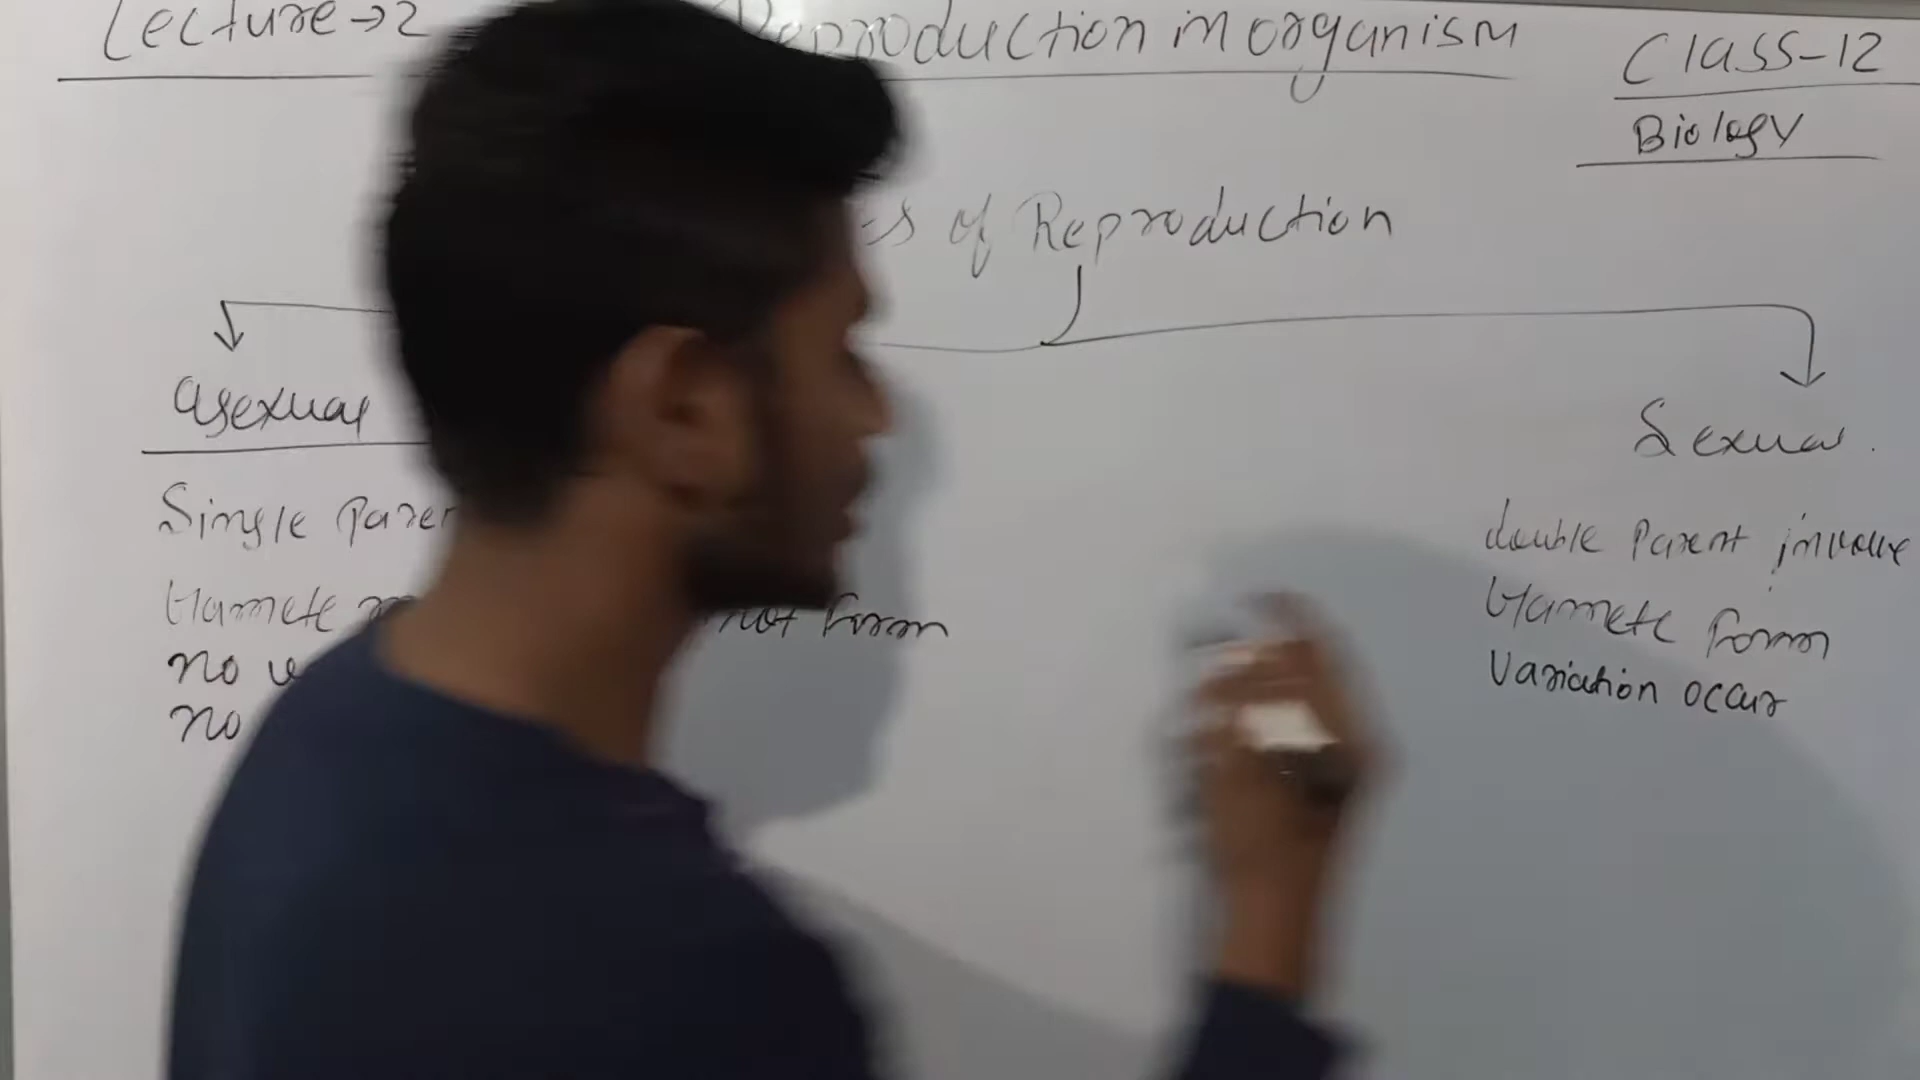 Lecture → 2 Reproduction in organism
Class-12
Biology
of Reproduction
asexual
Sexual
Single Paren
double Parent involve
Gamete not form
Gamete form
no
Variation occur
no